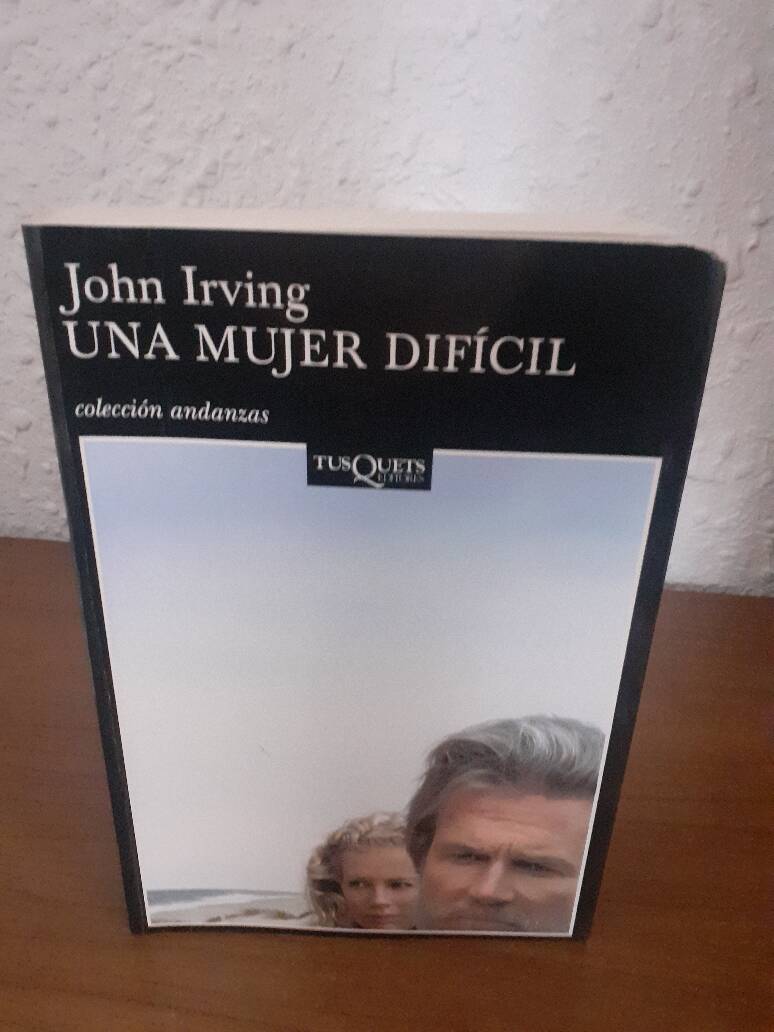 John Irving
UNA MUJER DIFÍCIL
colección andanzas
TUSQUETS
EDITORES